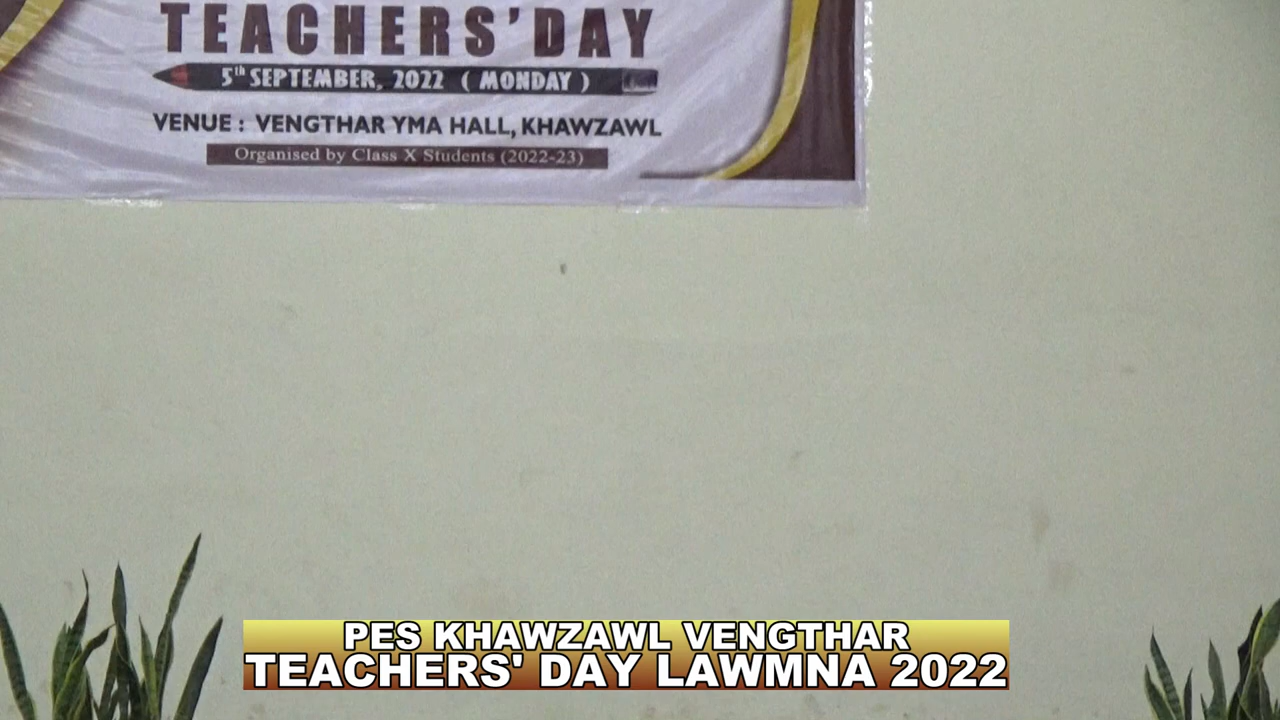 TEACHERS' DAY
5th SEPTEMBER, 2022 ( MONDAY )
VENUE : VENGTHAR YMA HALL, KHAWZAWL
Organised by Class X Students (2022-23)
PES KHAWZAWL VENGTHAR
TEACHERS' DAY LAWMNA 2022